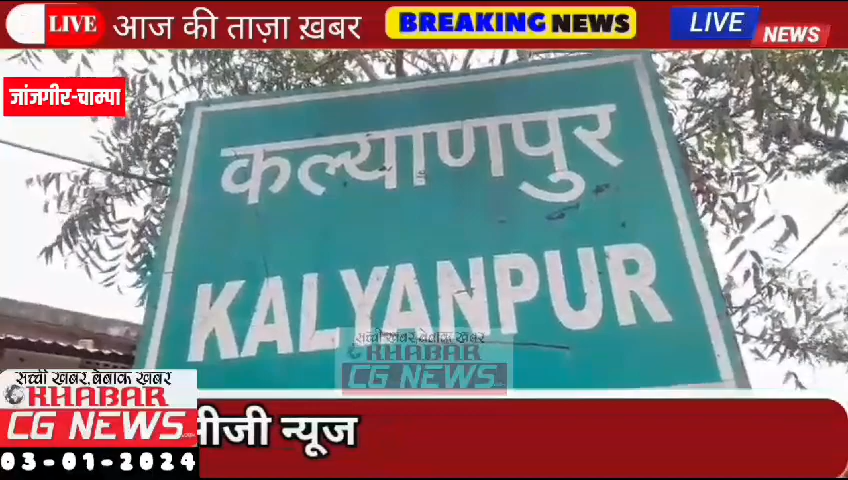 LIVE आज की ताज़ा ख़बर BREAKING NEWS LIVE NEWS
जांजगीर-चाम्पा
कल्याणपुर
KALYANPUR
सच्ची खबर, बेबाक खबर
KHABAR
CG NEWS
सच्ची खबर, बेबाक खबर
KHABAR
CG NEWS
सीजी न्यूज
03-01-2024